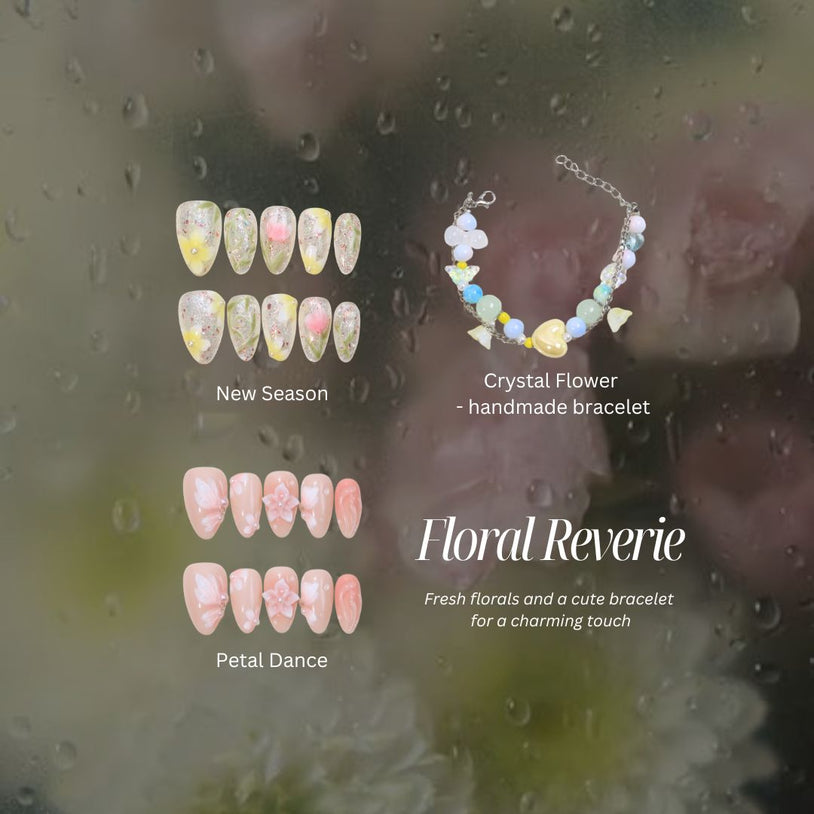 New Season
Crystal Flower
- handmade bracelet
Petal Dance
Floral Reverie
Fresh florals and a cute bracelet
for a charming touch